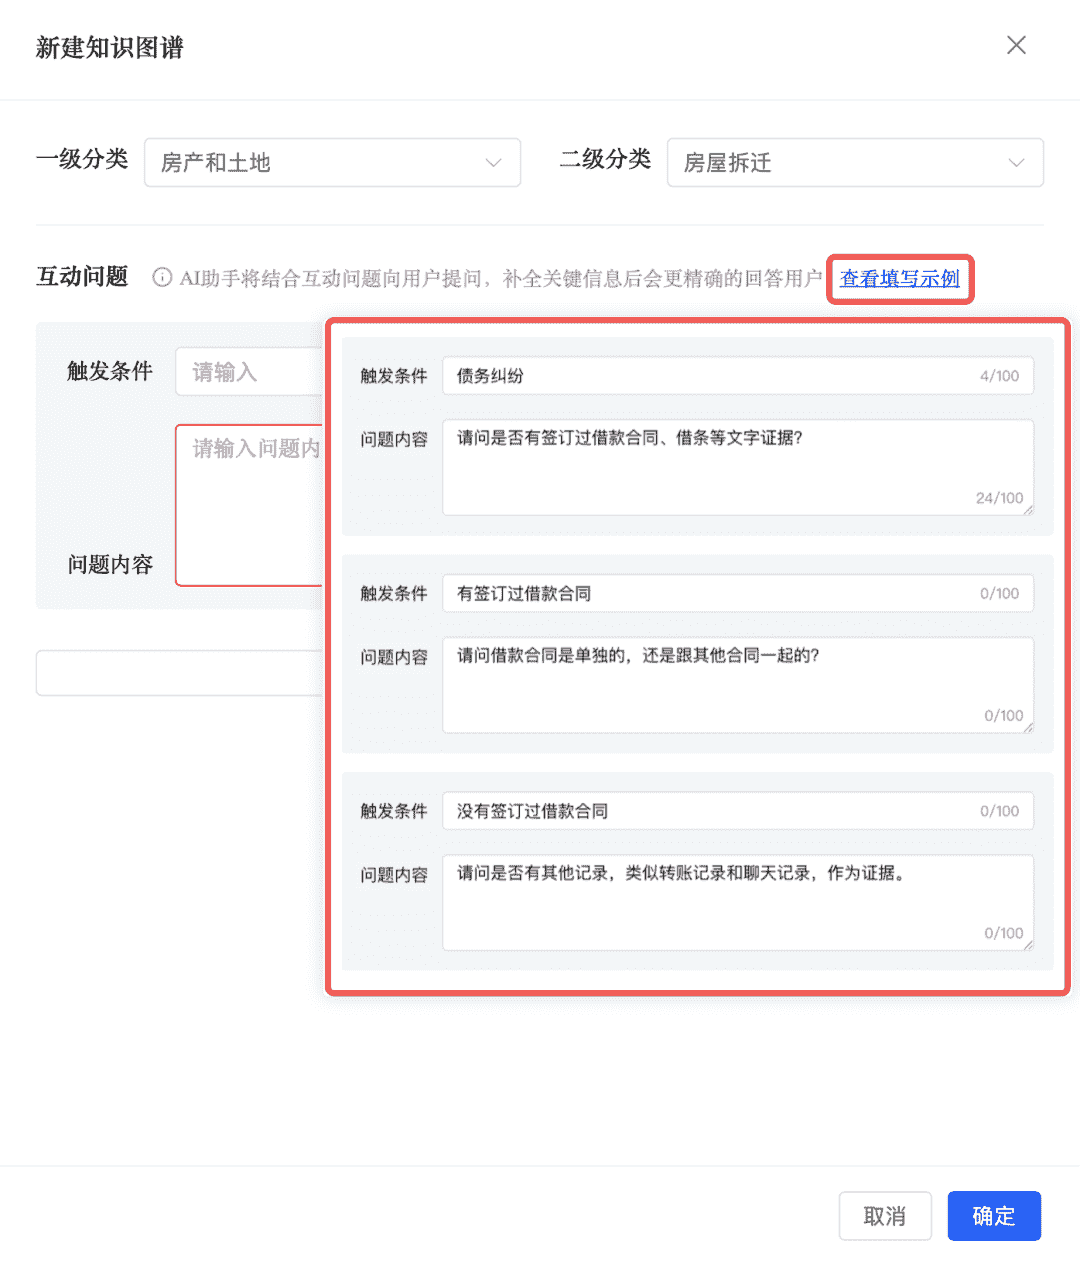 新建知识图谱
一级分类 房产和土地 二级分类 房屋拆迁
互动问题 AI助手将结合互动问题向用户提问，补全关键信息后会更精确的回答用户 查看填写示例
触发条件 请输入
请输入问题内
问题内容
触发条件 债务纠纷 4/100
问题内容 请问是否有签订过借款合同、借条等文字证据？
24/100
触发条件 有签订过借款合同 0/100
问题内容 请问借款合同是单独的，还是跟其他合同一起的？
0/100
触发条件 没有签订过借款合同 0/100
问题内容 请问是否有其他记录，类似转账记录和聊天记录，作为证据。
0/100
取消 确定